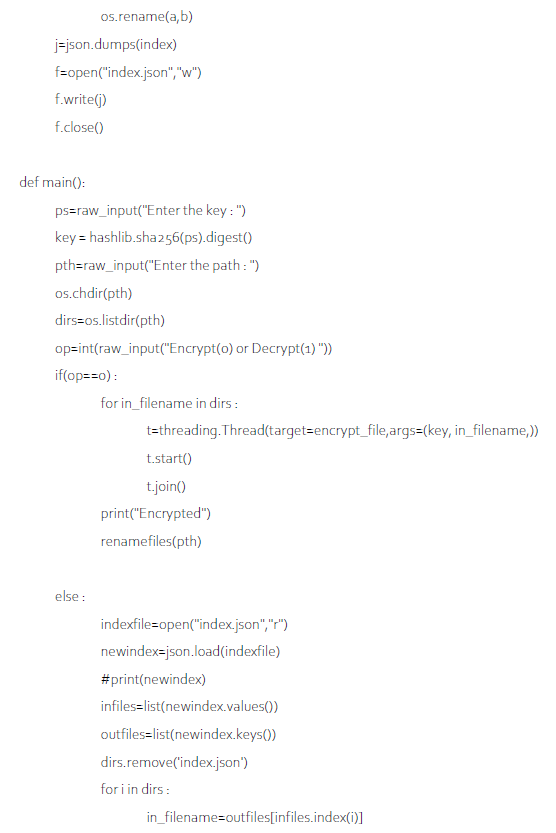 os.rename(a,b)
j=json.dumps(index)
f=open("index.json","w")
f.write(j)
f.close()
def main():
ps=raw_input("Enter the key : ")
key = hashlib.sha256(ps).digest()
pth=raw_input("Enter the path : ")
os.chdir(pth)
dirs=os.listdir(pth)
op=int(raw_input("Encrypt(0) or Decrypt(1) "))
if(op==0) :
for in_filename in dirs :
t=threading.Thread(target=encrypt_file,args=(key, in_filename,))
t.start()
t.join()
print("Encrypted")
renamefiles(pth)
else :
indexfile=open("index.json","r")
newindex=json.load(indexfile)
#print(newindex)
infiles=list(newindex.values())
outfiles=list(newindex.keys())
dirs.remove('index.json')
for i in dirs :
in_filename=outfiles[infiles.index(i)]